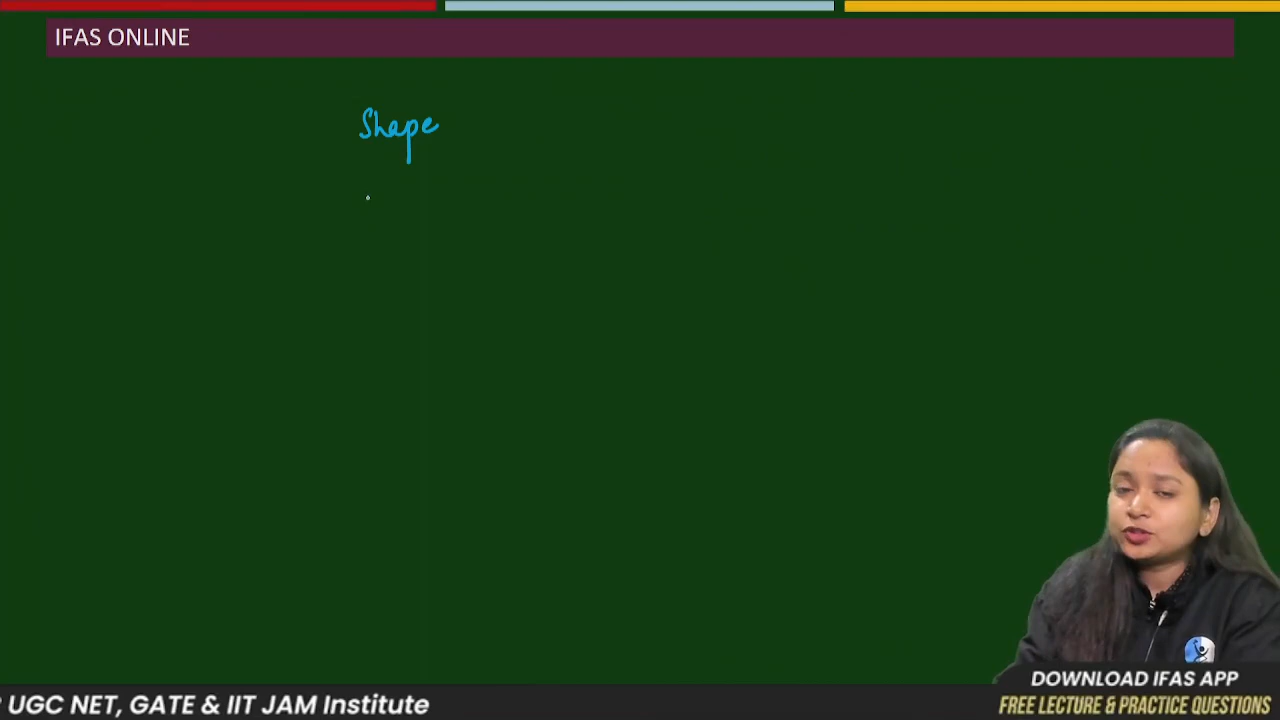 IFAS ONLINE
Shape
UGC NET, GATE & IIT JAM Institute
DOWNLOAD IFAS APP
FREE LECTURE & PRACTICE QUESTIONS